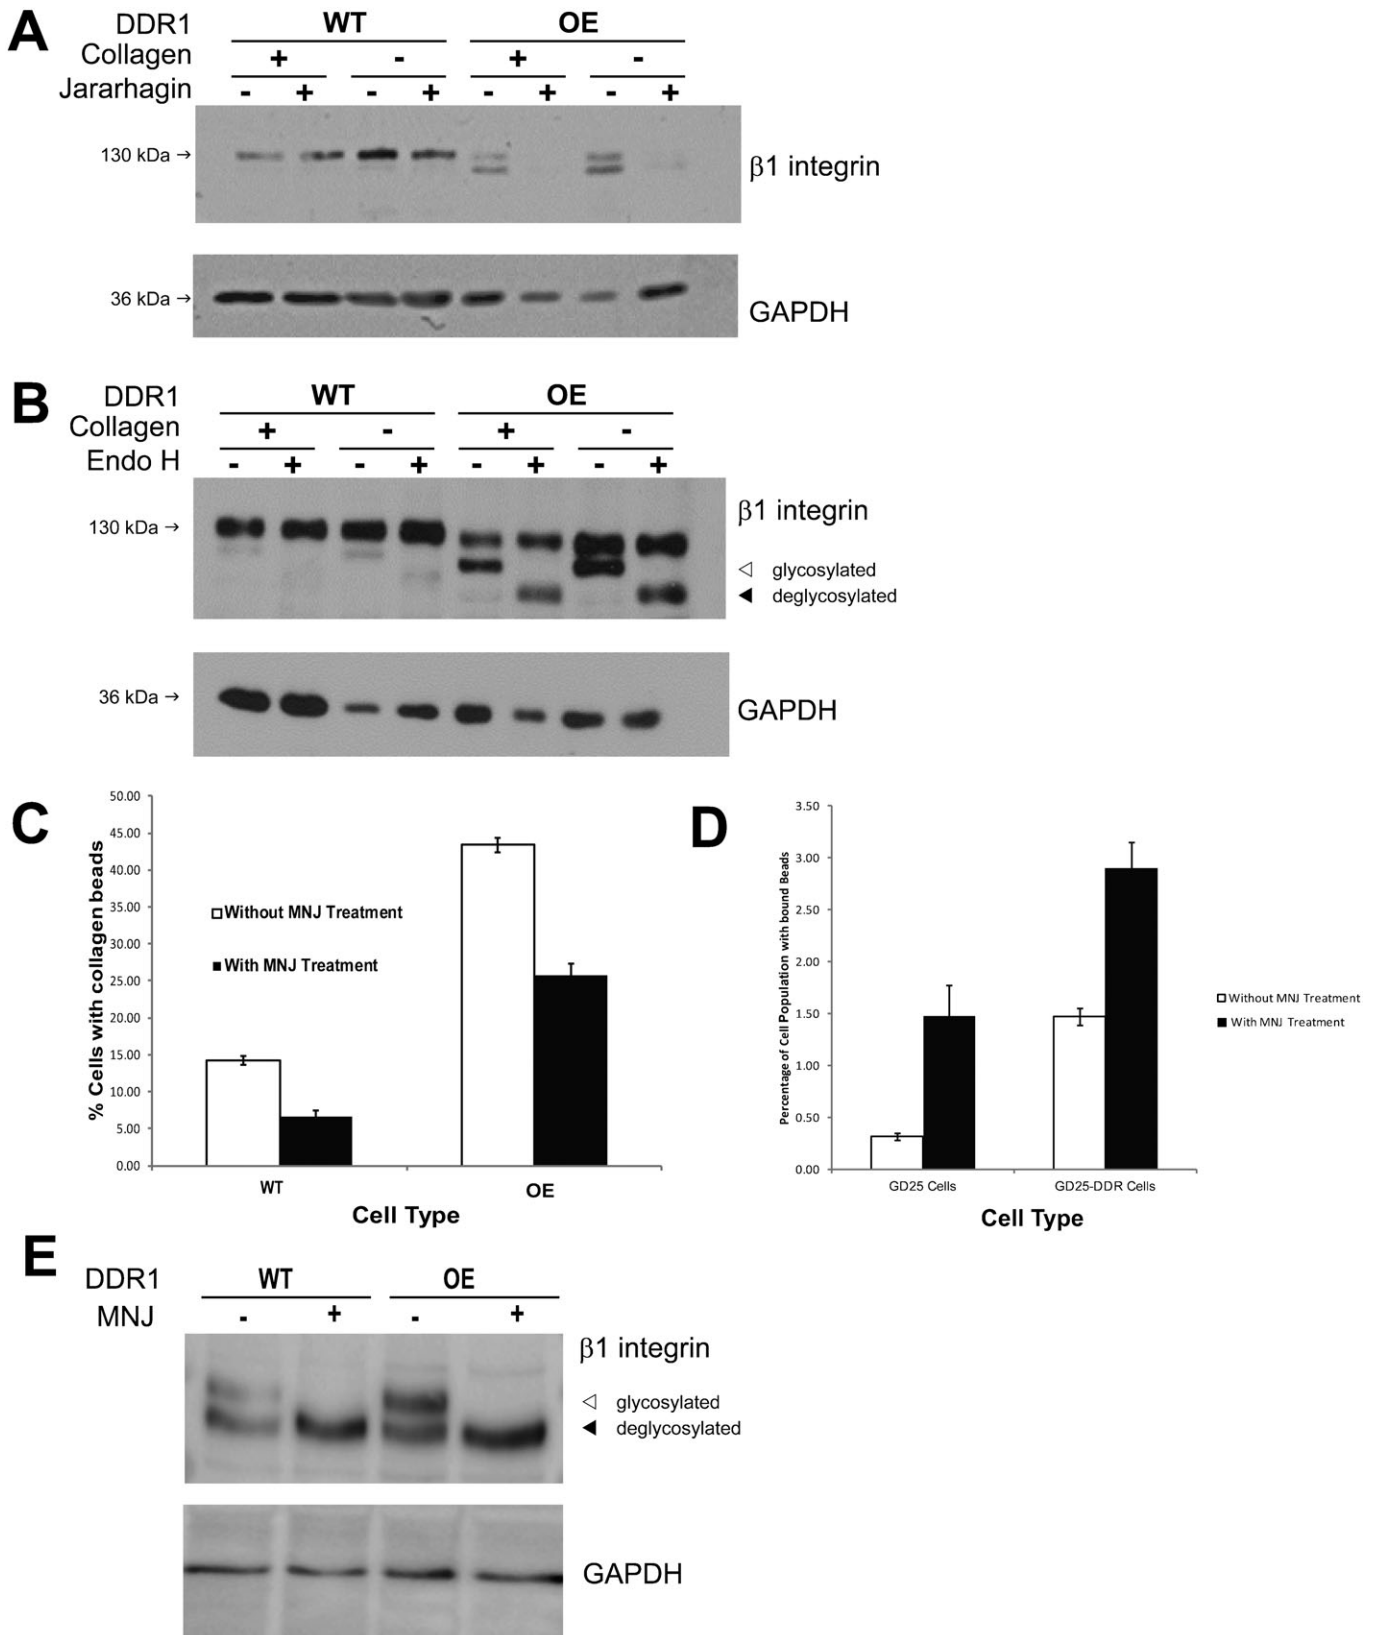 A
DDR1 WT OE
Collagen + - + -
Jararhagin - + - + - + - +
130 kDa →
β1 integrin
36 kDa →
GAPDH
B
DDR1 WT OE
Collagen + - + -
Endo H - + - + - + - +
130 kDa →
β1 integrin
◁ glycosylated
◀ deglycosylated
36 kDa →
GAPDH
C
% Cells with collagen beads
50.00
45.00
40.00
35.00
30.00
25.00
20.00
15.00
10.00
5.00
0.00
Without MNJ Treatment
With MNJ Treatment
WT OE
Cell Type
D
Percentage of Cell Population with bound Beads
3.50
3.00
2.50
2.00
1.50
1.00
0.50
0.00
Without MNJ Treatment
With MNJ Treatment
GD25 Cells GD25-DDR Cells
Cell Type
E
DDR1 WT OE
MNJ - + - +
β1 integrin
◁ glycosylated
◀ deglycosylated
GAPDH